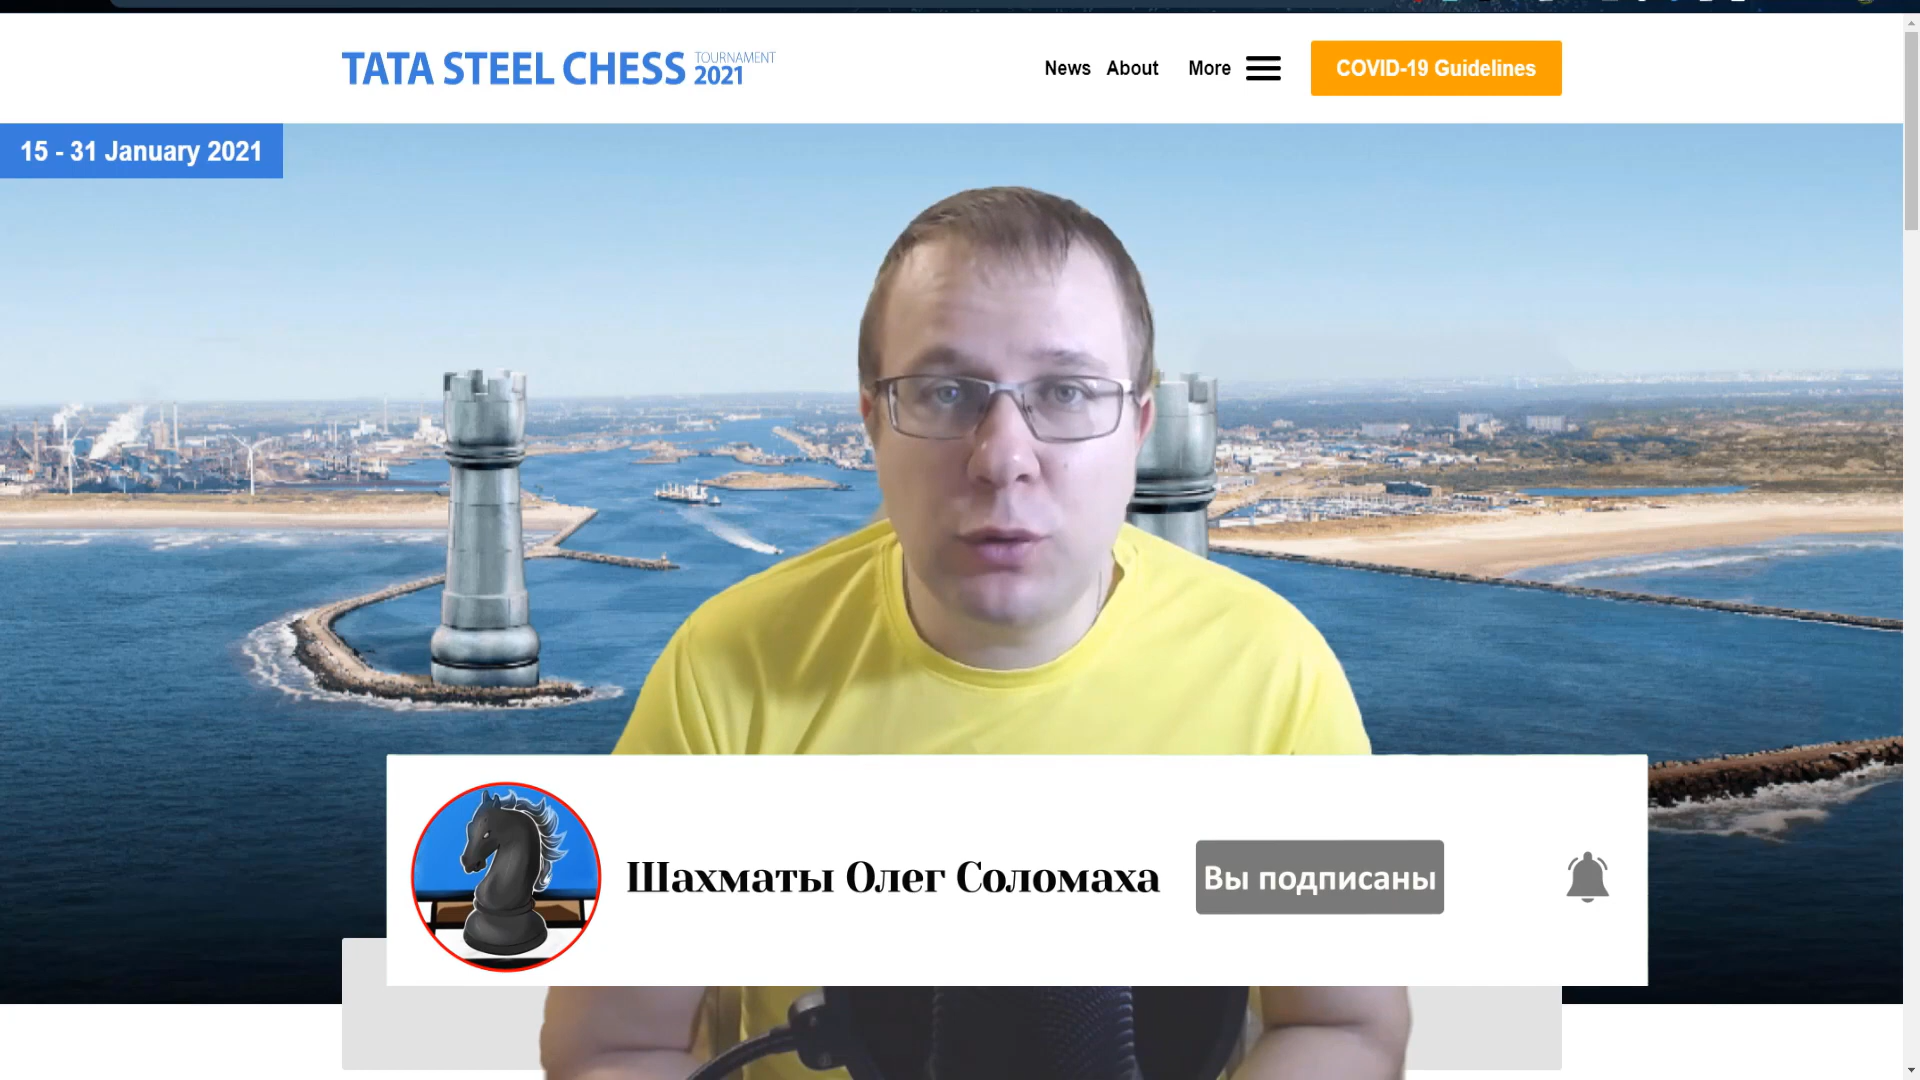 TATA STEEL CHESS TOURNAMENT 2021
News About More COVID-19 Guidelines
15 - 31 January 2021
Шахматы Олег Соломаха Вы подписаны